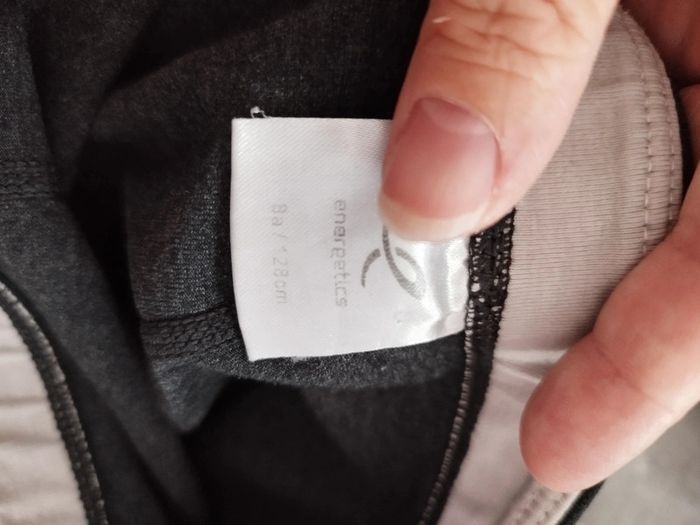 energetics
8a / 128cm